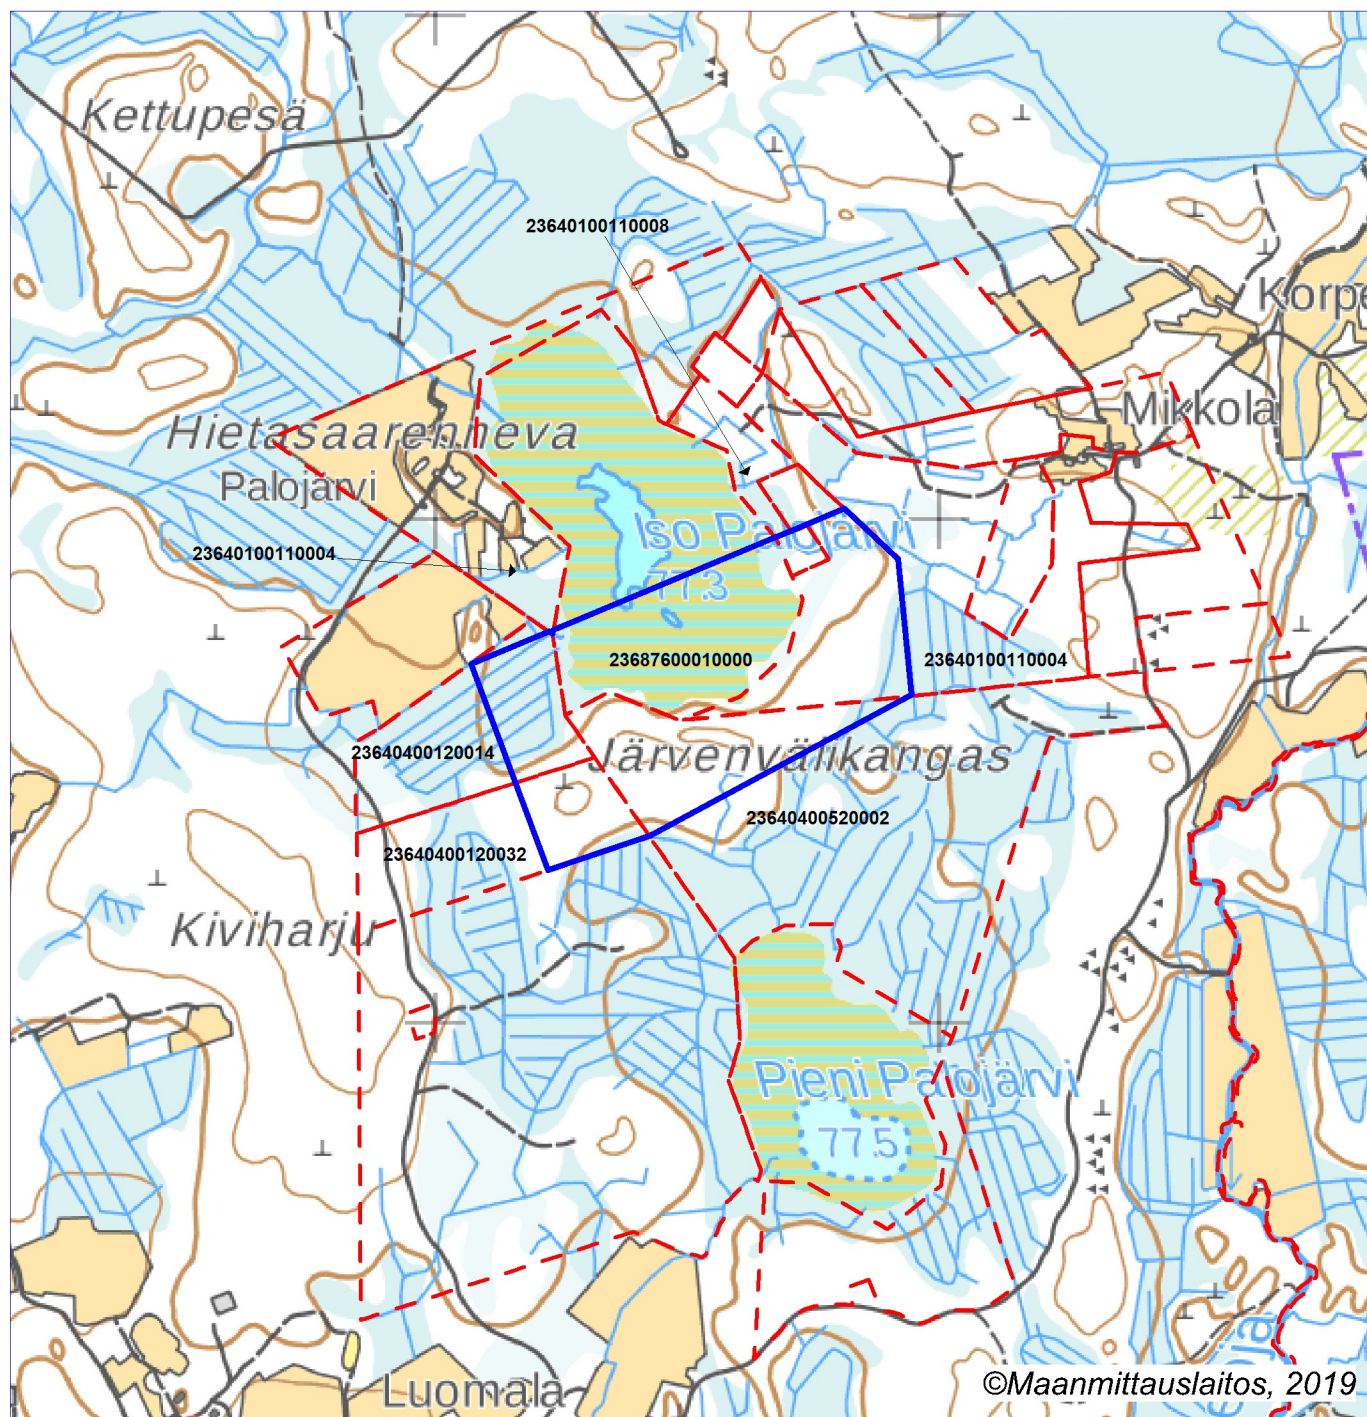 Kettupesä
23640100110008
Korpe
Mikkola
Hietasaarenneva
Palojärvi
Iso Palojärvi
23640100110004
77.3
23687600010000
23640100110004
23640400120014
Järvenvälikangas
23640400520002
23640400120032
Kiviharju
Pieni Palojärvi
77.5
Luomala
©Maanmittauslaitos, 2019